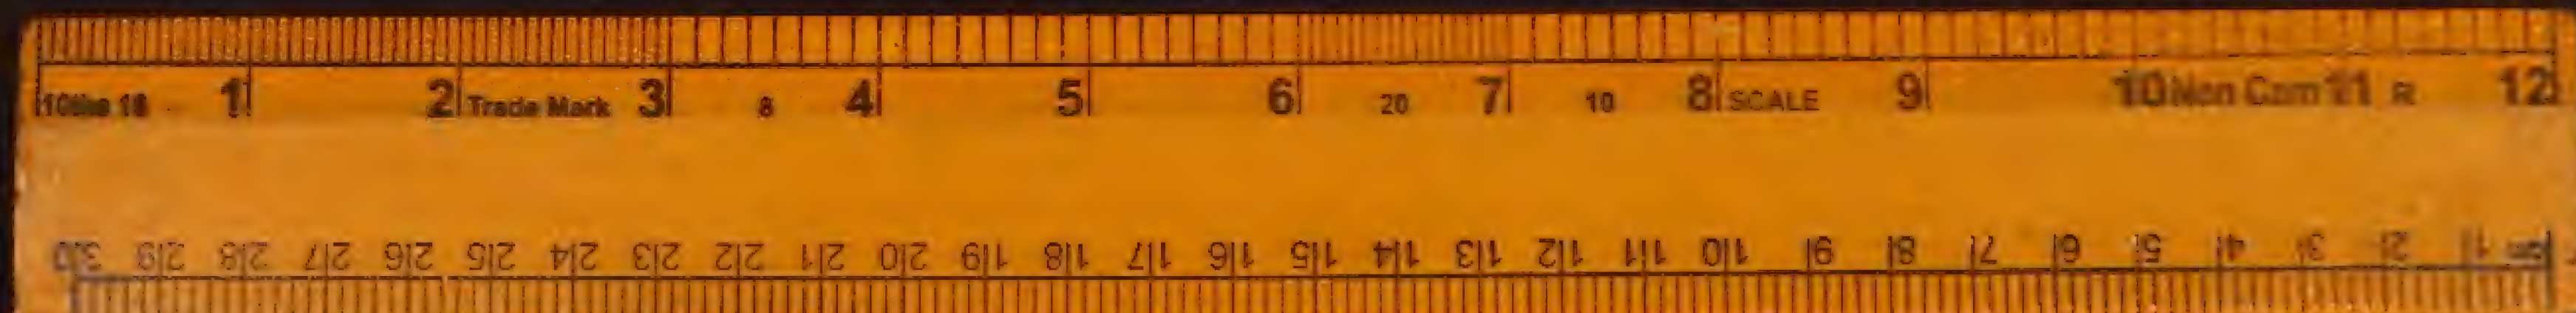 10ths 16 1 2 Trade Mark 3 8 4 5 6 20 7 10 8 SCALE 9 10 Non Com 11 R 12
cm 1 2 3 4 5 6 7 8 9 10 11 12 13 14 15 16 17 18 19 20 21 22 23 24 25 26 27 28 29 30